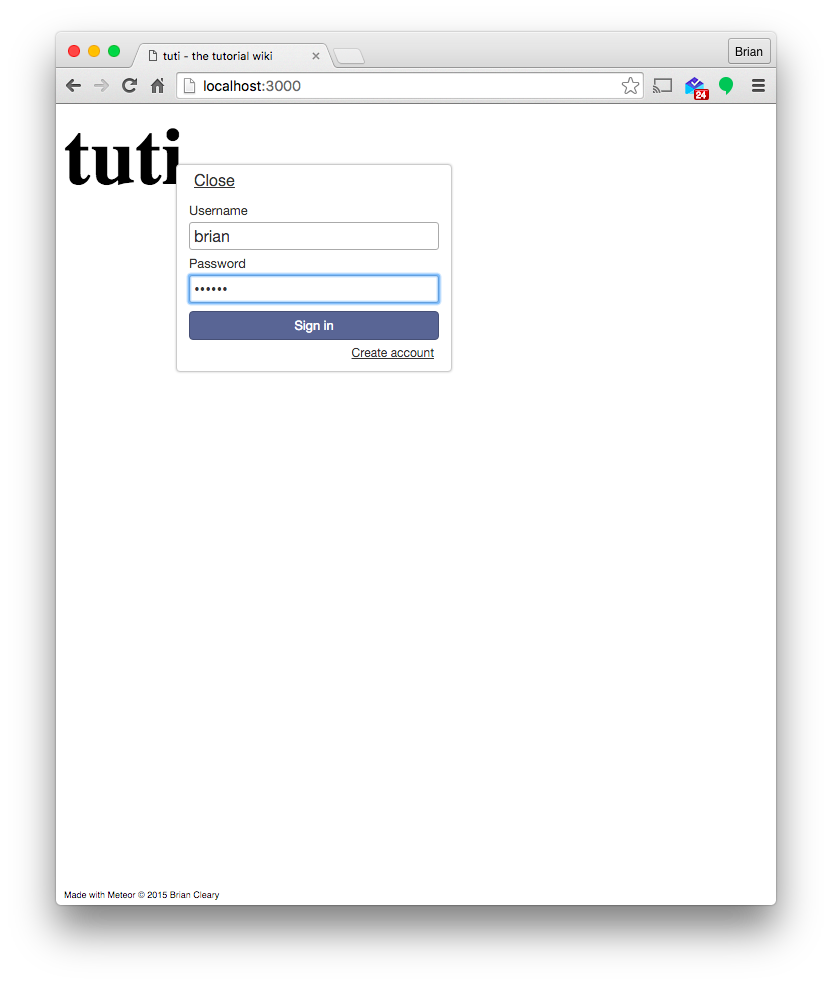 tuti - the tutorial wiki
Brian
localhost:3000
24
tuti
Close
Username
brian
Password
••••••
Sign in
Create account
Made with Meteor © 2015 Brian Cleary